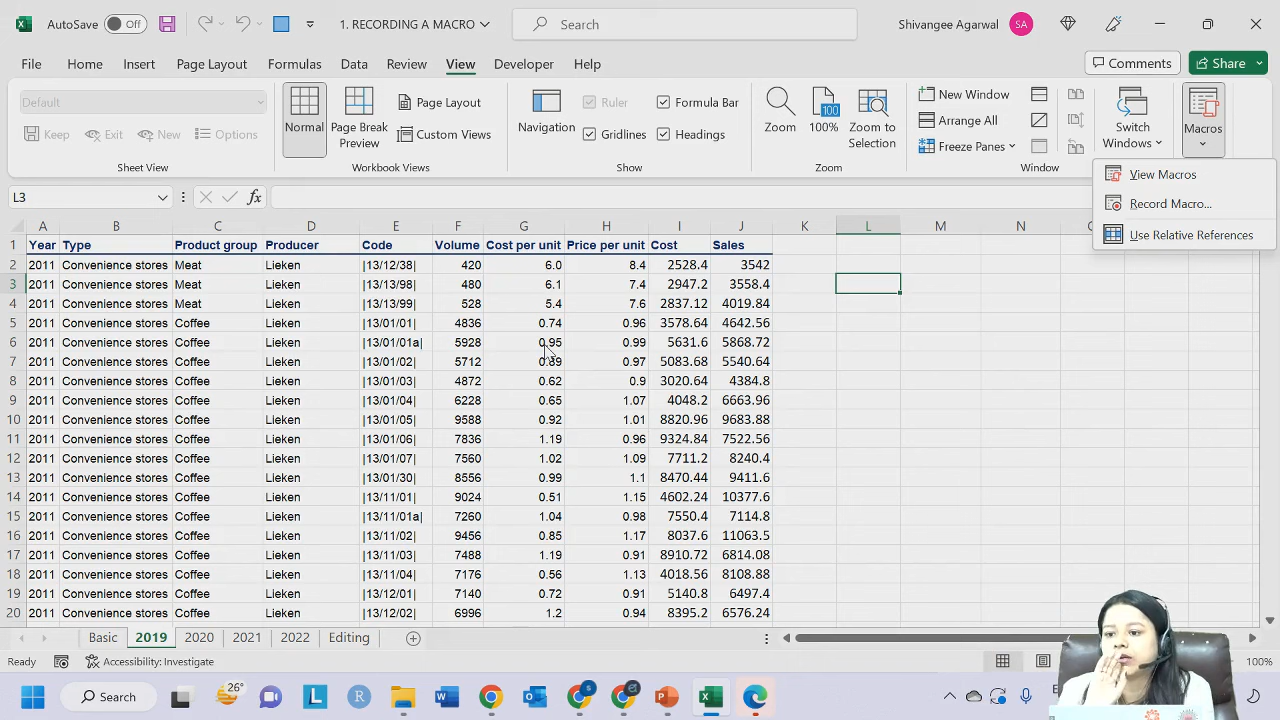 AutoSave Off 1. RECORDING A MACRO Search Shivangee Agarwal SA
File Home Insert Page Layout Formulas Data Review View Developer Help Comments Share
Default
Keep Exit New Options
Sheet View
Normal
Page Break Preview
Page Layout
Custom Views
Workbook Views
Navigation
Ruler
Gridlines
Formula Bar
Headings
Show
Zoom
100
100%
Zoom to Selection
Zoom
New Window
Arrange All
Freeze Panes
Switch Windows
Window
Macros
View Macros
Record Macro...
Use Relative References
L3 fx
A B C D E F G H I J K L M N
1 Year Type Product group Producer Code Volume Cost per unit Price per unit Cost Sales
2 2011 Convenience stores Meat Lieken |13/12/38| 420 6.0 8.4 2528.4 3542
3 2011 Convenience stores Meat Lieken |13/13/98| 480 6.1 7.4 2947.2 3558.4
4 2011 Convenience stores Meat Lieken |13/13/99| 528 5.4 7.6 2837.12 4019.84
5 2011 Convenience stores Coffee Lieken |13/01/01| 4836 0.74 0.96 3578.64 4642.56
6 2011 Convenience stores Coffee Lieken |13/01/01a| 5928 0.95 0.99 5631.6 5868.72
7 2011 Convenience stores Coffee Lieken |13/01/02| 5712 0.97 5083.68 5540.64
8 2011 Convenience stores Coffee Lieken |13/01/03| 4872 0.62 0.9 3020.64 4384.8
9 2011 Convenience stores Coffee Lieken |13/01/04| 6228 0.65 1.07 4048.2 6663.96
10 2011 Convenience stores Coffee Lieken |13/01/05| 9588 0.92 1.01 8820.96 9683.88
11 2011 Convenience stores Coffee Lieken |13/01/06| 7836 1.19 0.96 9324.84 7522.56
12 2011 Convenience stores Coffee Lieken |13/01/07| 7560 1.02 1.09 7711.2 8240.4
13 2011 Convenience stores Coffee Lieken |13/01/30| 8556 0.99 1.1 8470.44 9411.6
14 2011 Convenience stores Coffee Lieken |13/11/01| 9024 0.51 1.15 4602.24 10377.6
15 2011 Convenience stores Coffee Lieken |13/11/01a| 7260 1.04 0.98 7550.4 7114.8
16 2011 Convenience stores Coffee Lieken |13/11/02| 9456 0.85 1.17 8037.6 11063.5
17 2011 Convenience stores Coffee Lieken |13/11/03| 7488 1.19 0.91 8910.72 6814.08
18 2011 Convenience stores Coffee Lieken |13/11/04| 7176 0.56 1.13 4018.56 8108.88
19 2011 Convenience stores Coffee Lieken |13/12/01| 7140 0.72 0.91 5140.8 6497.4
20 2011 Convenience stores Coffee Lieken |13/12/02| 6996 1.2 0.94 8395.2 6576.24
Basic 2019 2020 2021 2022 Editing
Ready Accessibility: Investigate 100%
Search 26°